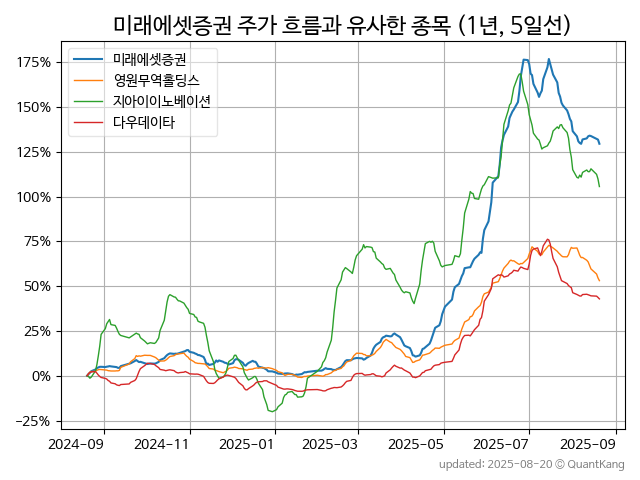 미래에셋증권 주가 흐름과 유사한 종목 (1년, 5일선)
미래에셋증권
영원무역홀딩스
지아이이노베이션
다우데이타
175%
150%
125%
100%
75%
50%
25%
0%
−25%
2024-09 2024-11 2025-01 2025-03 2025-05 2025-07 2025-09
updated: 2025-08-20 © QuantKang